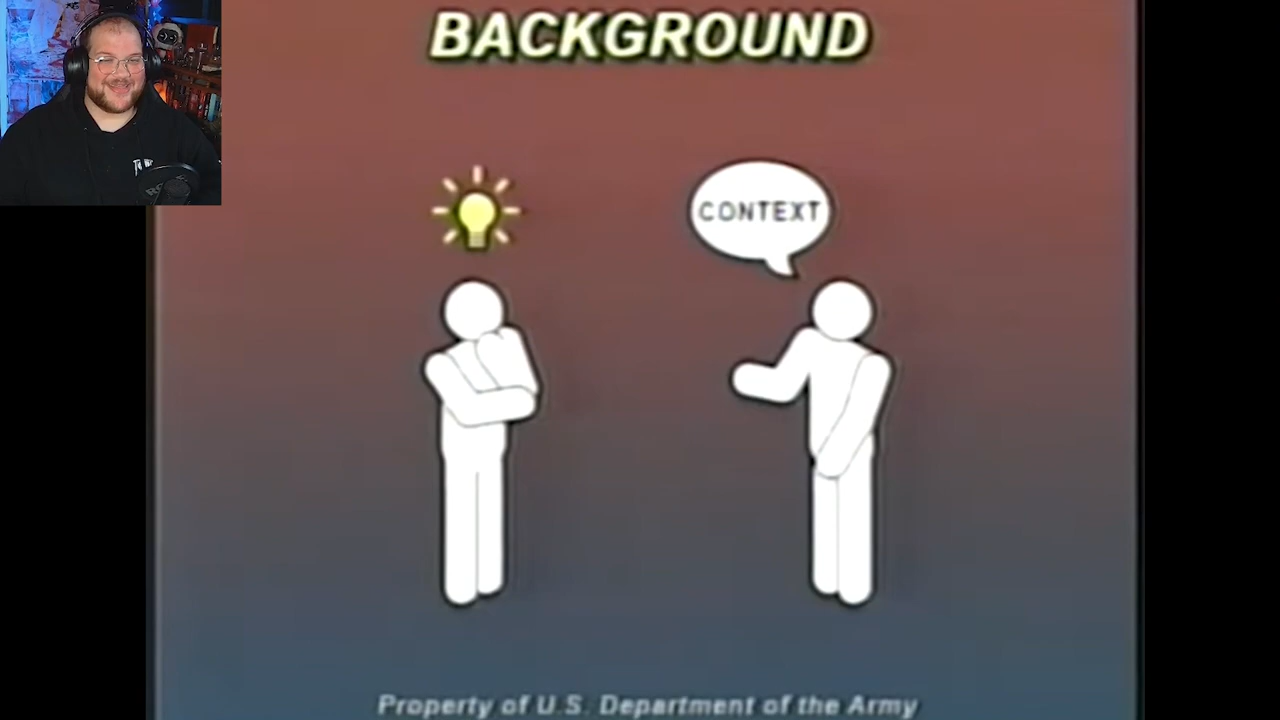 BACKGROUND
CONTEXT
Property of U.S. Department of the Army